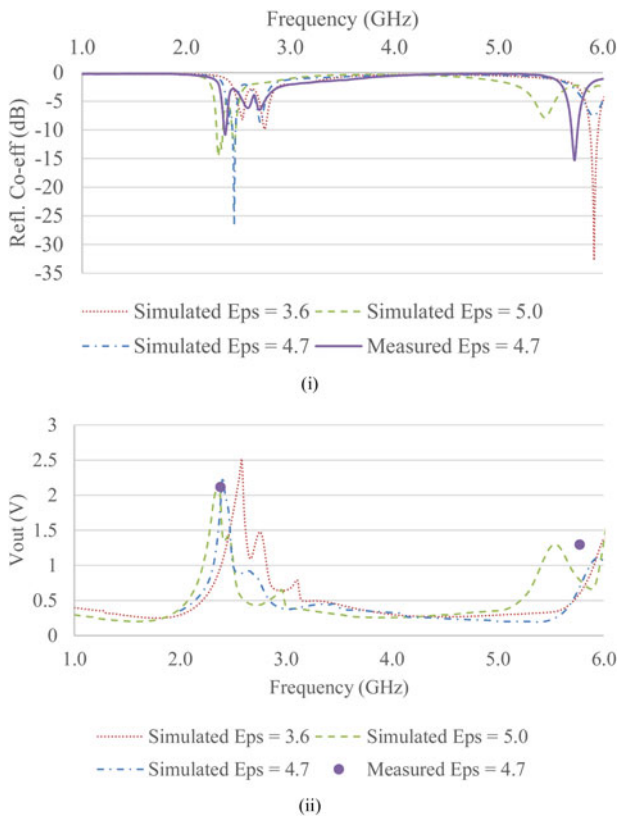 Frequency (GHz)
1.0 2.0 3.0 4.0 5.0 6.0
0
-5
-10
-15
-20
-25
-30
-35
Refl. Co-eff (dB)
Simulated Eps = 3.6 Simulated Eps = 5.0
Simulated Eps = 4.7 Measured Eps = 4.7
(i)
3
2.5
2
1.5
1
0.5
0
Vout (V)
1.0 2.0 3.0 4.0 5.0 6.0
Frequency (GHz)
Simulated Eps = 3.6 Simulated Eps = 5.0
Simulated Eps = 4.7 Measured Eps = 4.7
(ii)